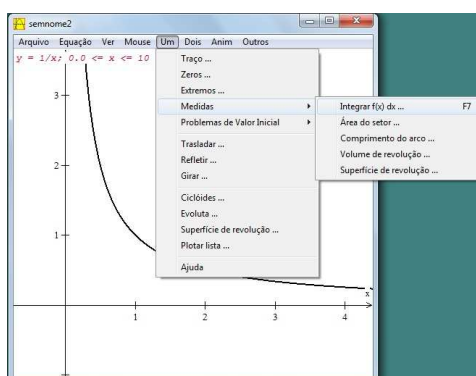 semnome2
Arquivo Equação Ver Mouse Um Dois Anim Outros
y = 1/x; 0.0 <= x <= 10
Traço ...
Zeros ...
Extremos ...
Medidas
Problemas de Valor Inicial
Trasladar ...
Refletir ...
Girar ...
Ciclóides ...
Evoluta ...
Superfície de revolução ...
Plotar lista ...
Ajuda
Integrar f(x) dx ... F7
Área do setor ...
Comprimento do arco ...
Volume de revolução ...
Superfície de revolução ...
3
2
1
x
1 2 3 4